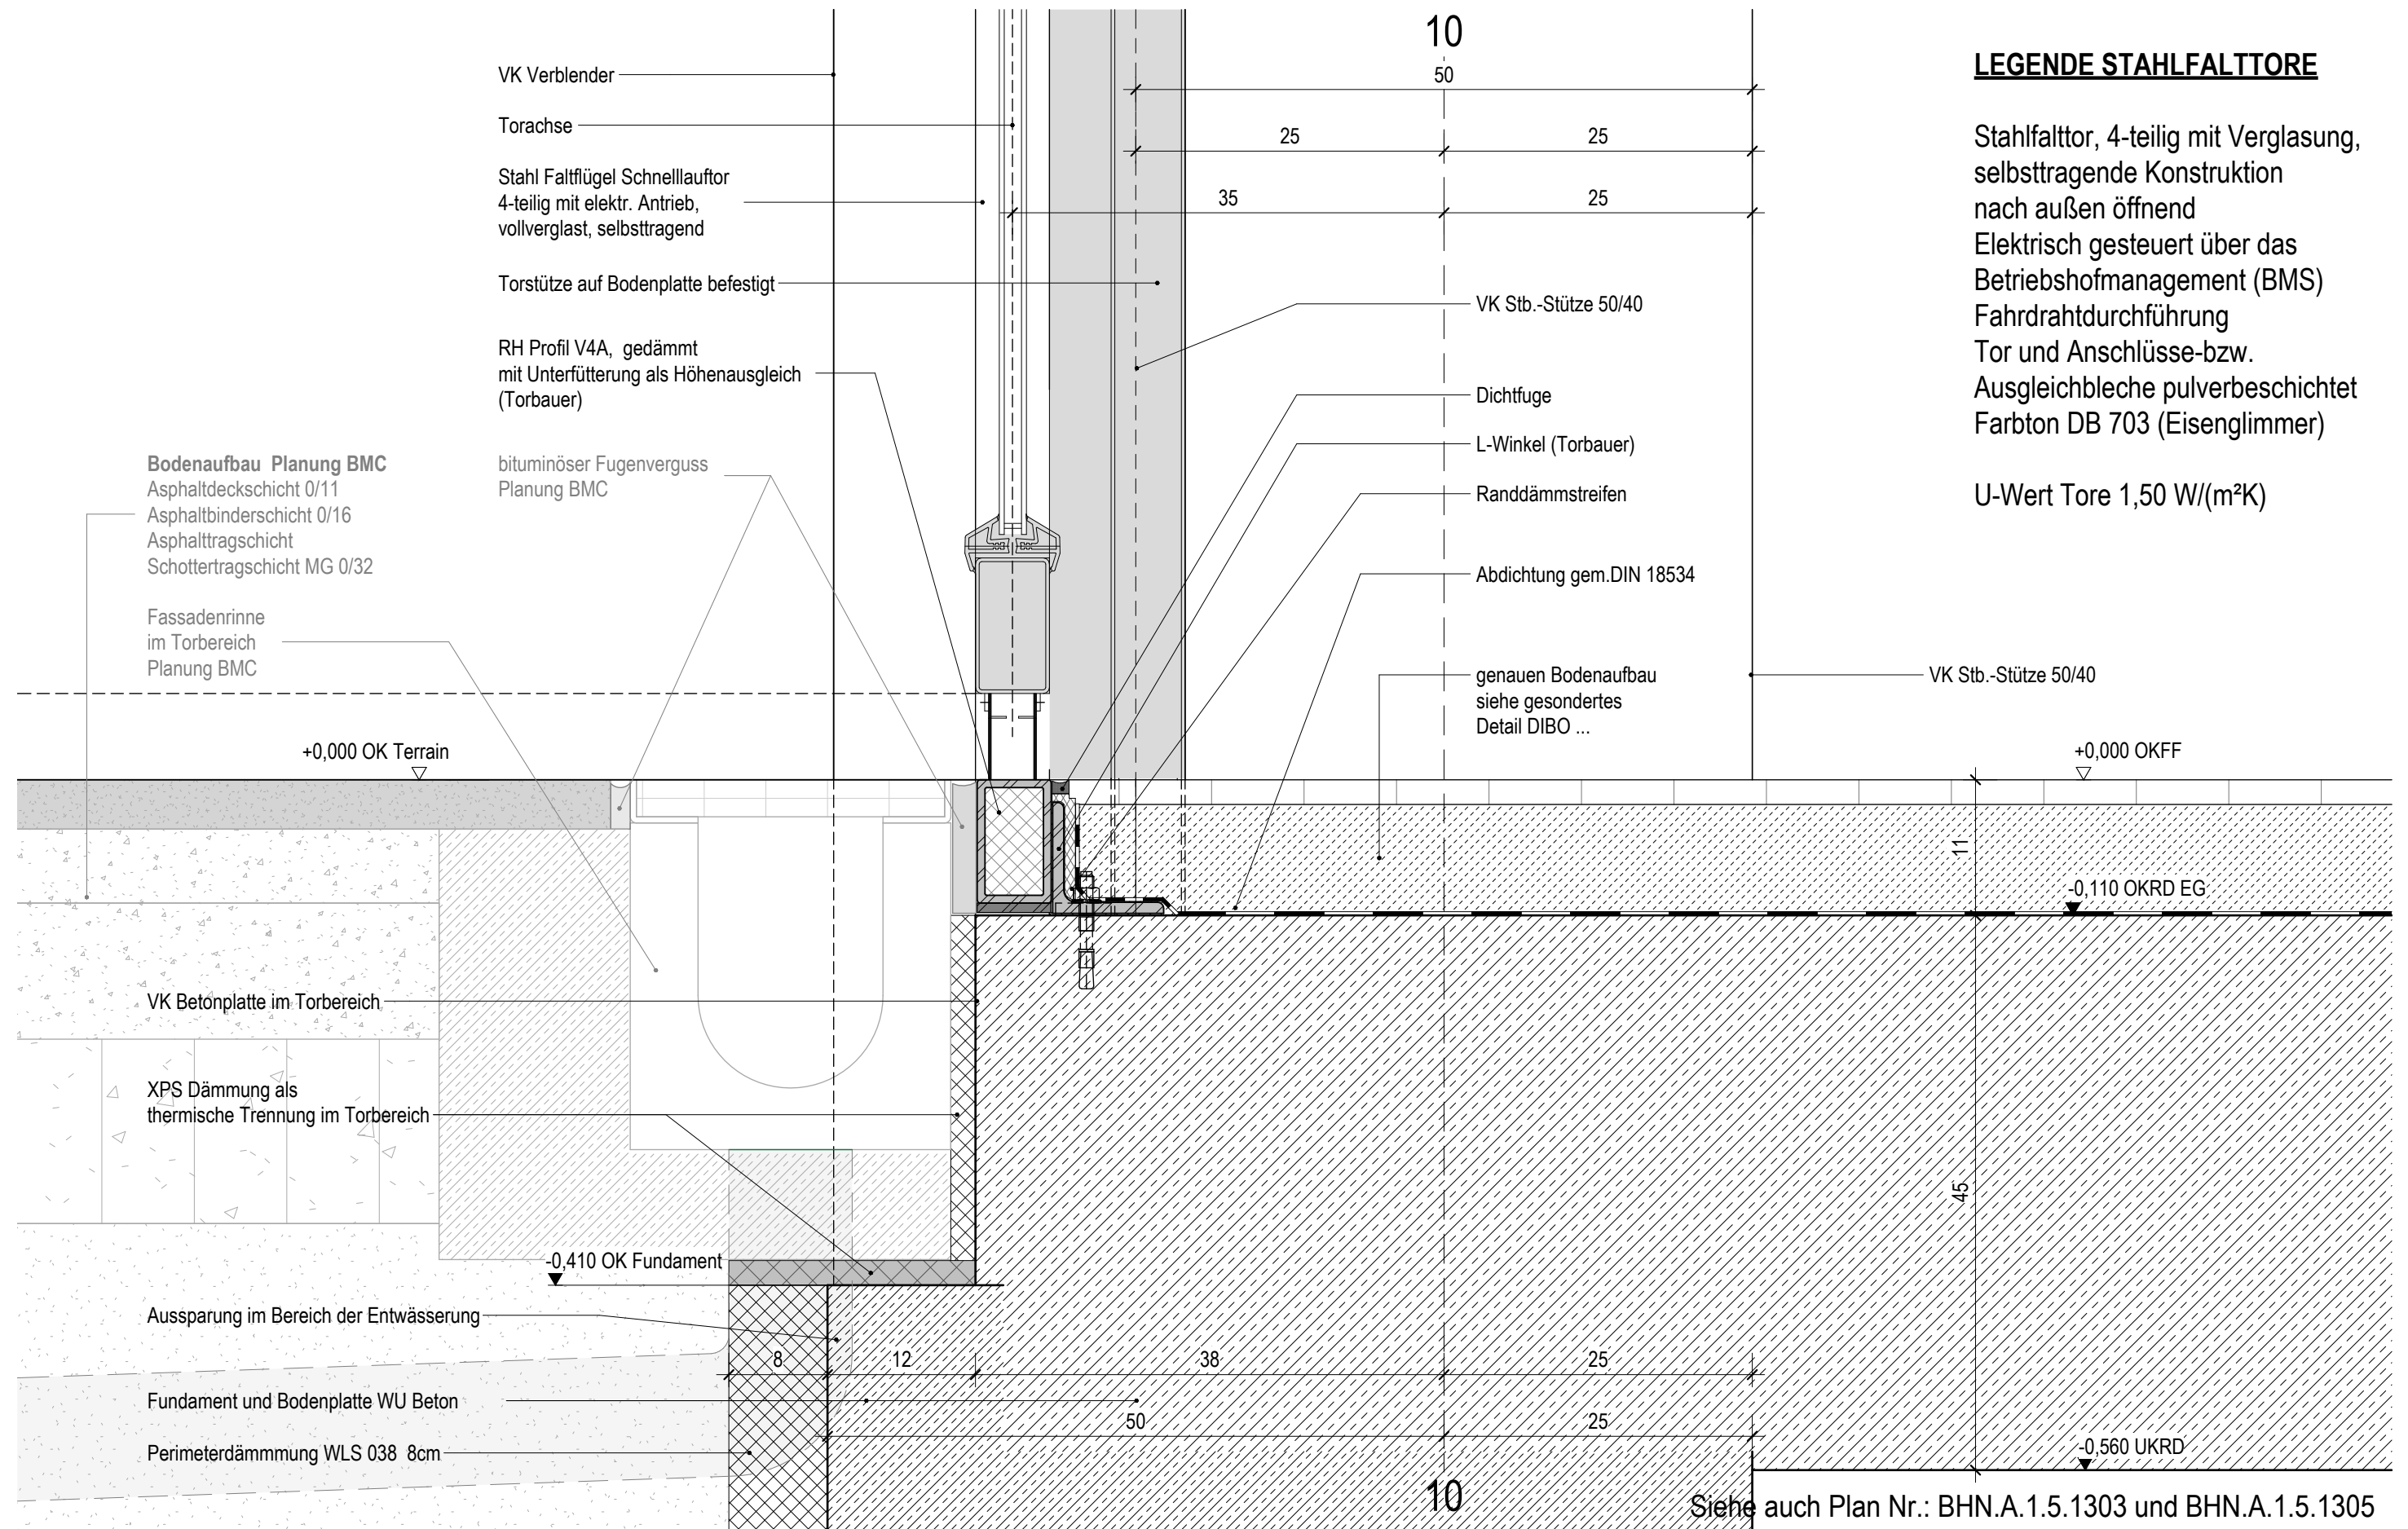 10
50
25
25
35
25
VK Verblender
Torachse
Stahl Faltflügel Schnelllauftor
4-teilig mit elektr. Antrieb,
vollverglast, selbsttragend
Torstütze auf Bodenplatte befestigt
RH Profil V4A, gedämmt
mit Unterfütterung als Höhenausgleich
(Torbauer)
bituminöser Fugenverguss
Planung BMC
Bodenaufbau Planung BMC
Asphaltdeckschicht 0/11
Asphaltbinderschicht 0/16
Asphalttragschicht
Schottertragschicht MG 0/32
Fassadenrinne
im Torbereich
Planung BMC
LEGENDE STAHLFALTTORE
Stahlfalttor, 4-teilig mit Verglasung,
selbsttragende Konstruktion
nach außen öffnend
Elektrisch gesteuert über das
Betriebshofmanagement (BMS)
Fahrdrahtdurchführung
Tor und Anschlüsse-bzw.
Ausgleichbleche pulverbeschichtet
Farbton DB 703 (Eisenglimmer)
U-Wert Tore 1,50 W/(m²K)
VK Stb.-Stütze 50/40
Dichtfuge
L-Winkel (Torbauer)
Randdämmstreifen
Abdichtung gem.DIN 18534
genauen Bodenaufbau
siehe gesondertes
Detail DIBO ...
VK Stb.-Stütze 50/40
+0,000 OK Terrain
+0,000 OKFF
11
-0,110 OKRD EG
VK Betonplatte im Torbereich
XPS Dämmung als
thermische Trennung im Torbereich
45
-0,410 OK Fundament
Aussparung im Bereich der Entwässerung
8
12
38
25
Fundament und Bodenplatte WU Beton
50
25
Perimeterdämmmung WLS 038 8cm
-0,560 UKRD
10
Siehe auch Plan Nr.: BHN.A.1.5.1303 und BHN.A.1.5.1305